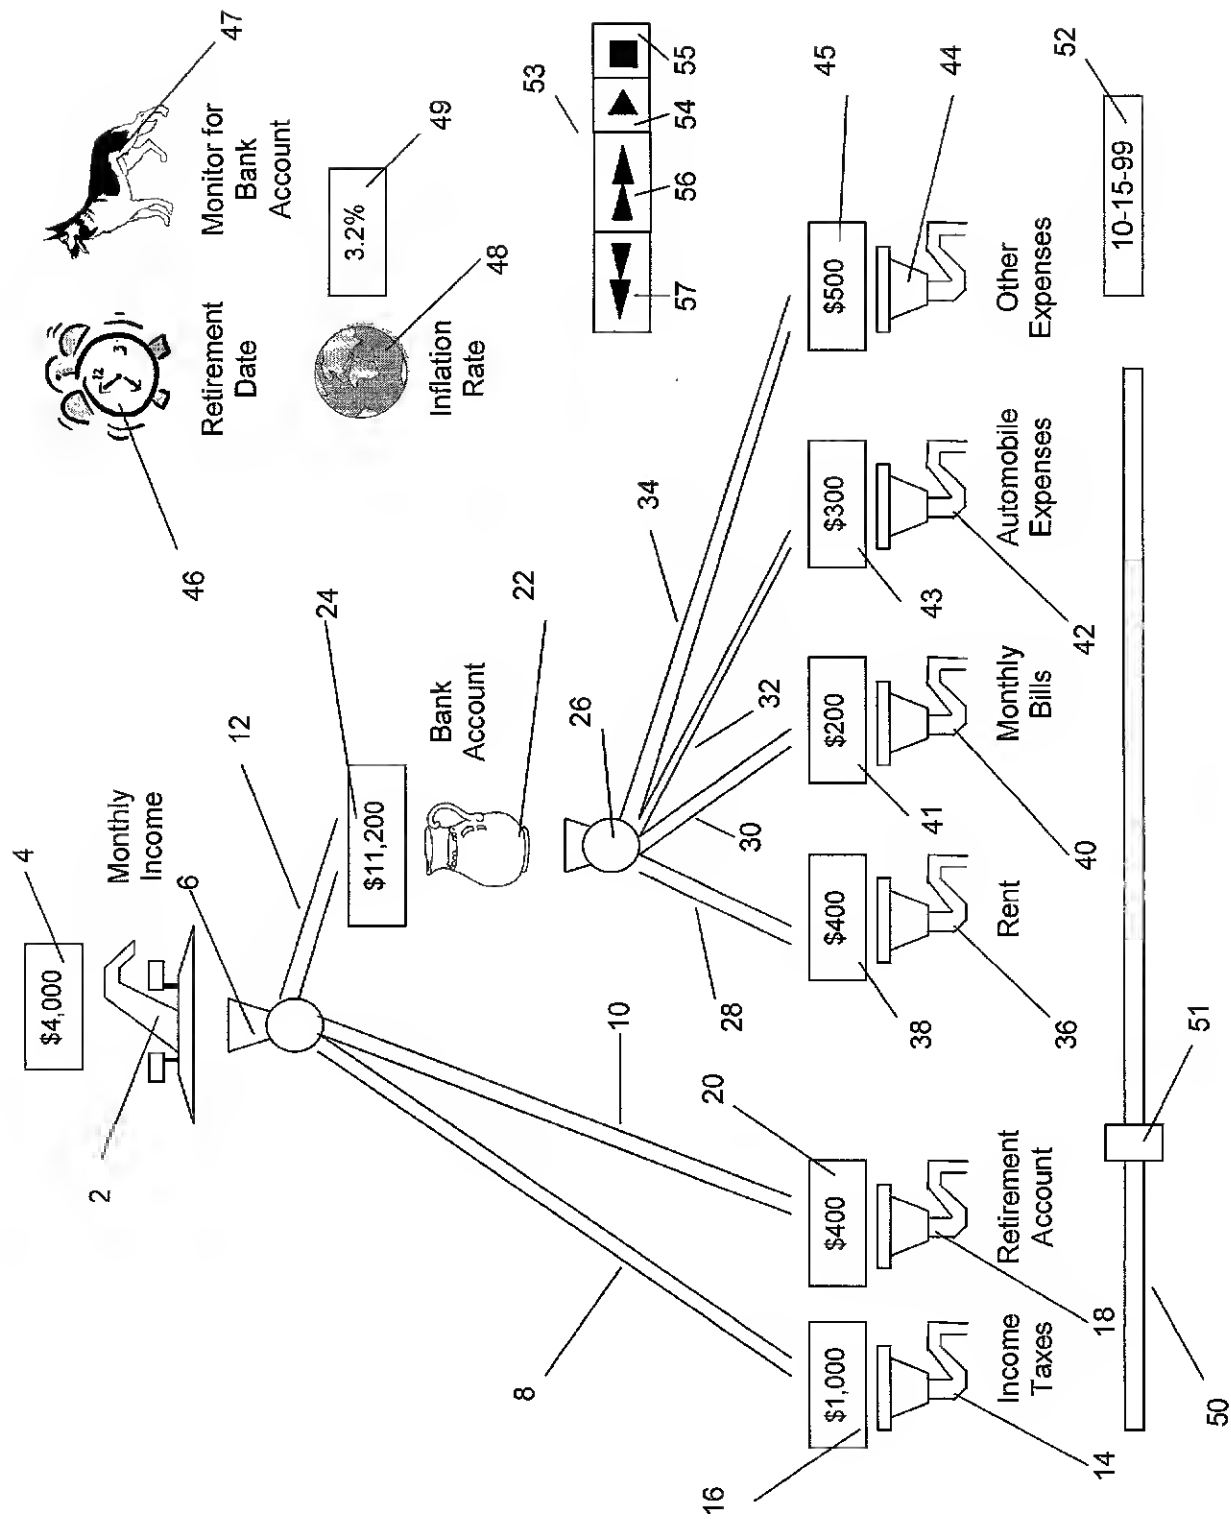 $4,000
4
Monthly
Income
2
6
12
24
$11,200
Bank
Account
22
46
Retirement
Date
47
Monitor for
Bank
Account
3.2%
49
48
Inflation
Rate
53
57
56
54
55
8
10
26
28
30
32
34
16
$1,000
14
Income
Taxes
20
$400
18
Retirement
Account
$400
38
36
Rent
$200
41
40
Monthly
Bills
$300
43
42
Automobile
Expenses
45
$500
44
Other
Expenses
50
51
10-15-99
52
12
3